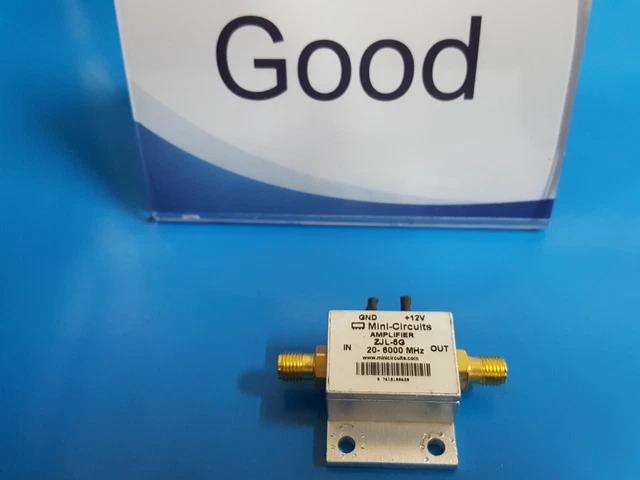 Good
GND +12V
Mini-Circuits
AMPLIFIER
ZJL-6G
IN 20- 6000 MHz OUT
www.minicircuits.com